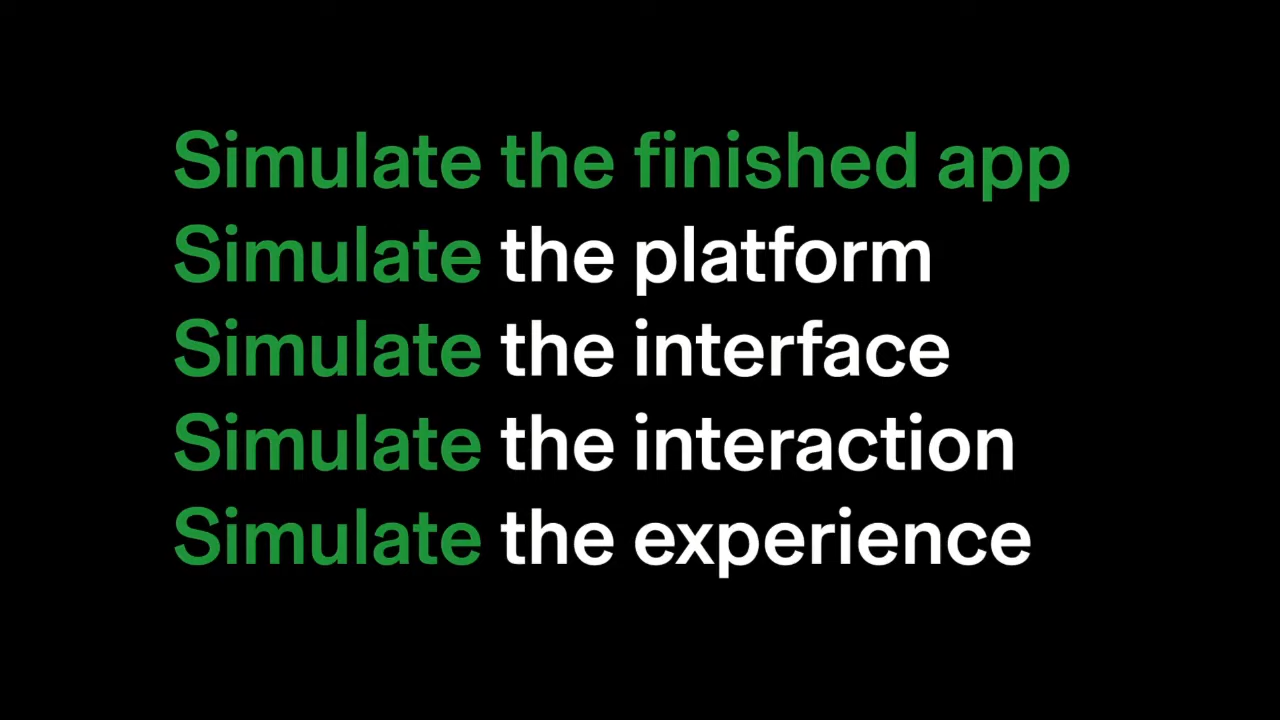 Simulate the finished app
Simulate the platform
Simulate the interface
Simulate the interaction
Simulate the experience